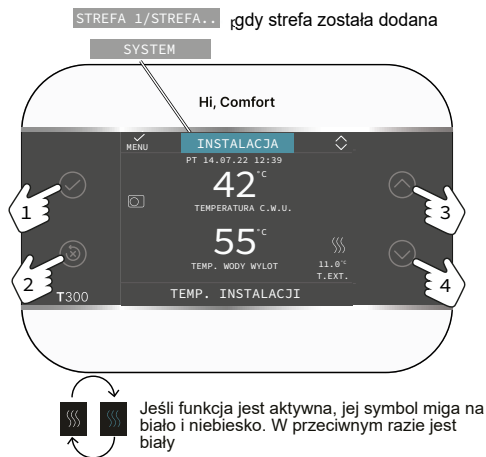 STREFA 1/STREFA.. gdy strefa została dodana
SYSTEM
Hi, Comfort
MENU
INSTALACJA
PT 14.07.22 12:39
42°C
TEMPERATURA C.W.U.
55°C
TEMP. WODY WYLOT
11.0°C
T.EXT.
TEMP. INSTALACJI
T300
1
2
3
4
Jeśli funkcja jest aktywna, jej symbol miga na
biało i niebiesko. W przeciwnym razie jest
biały